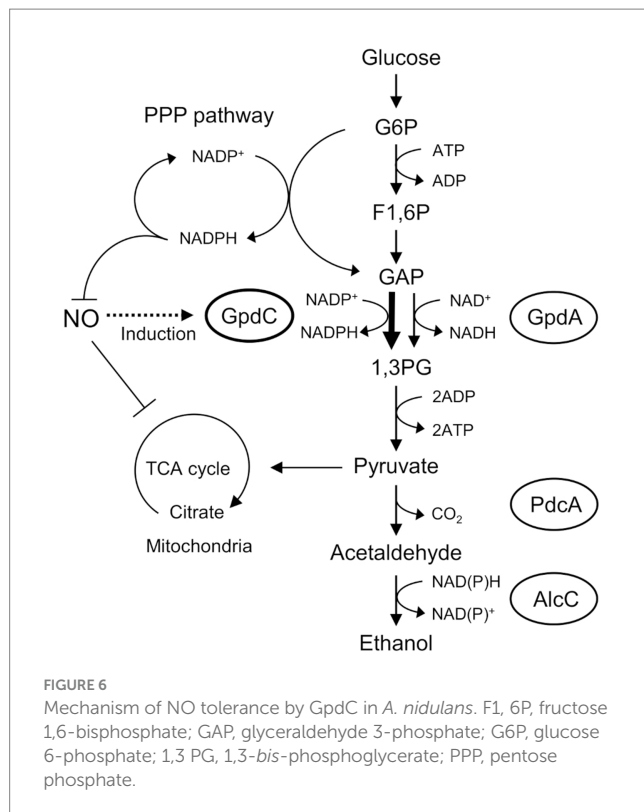 Glucose
PPP pathway
G6P
NADP⁺
ATP
ADP
F1,6P
NADPH
GAP
NO
Induction
GpdC
NADP⁺
NADPH
NAD⁺
NADH
GpdA
1,3PG
2ADP
2ATP
TCA cycle
Citrate
Mitochondria
Pyruvate
CO₂
PdcA
Acetaldehyde
NAD(P)H
NAD(P)⁺
AlcC
Ethanol
FIGURE 6
Mechanism of NO tolerance by GpdC in A. nidulans. F1, 6P, fructose
1,6-bisphosphate; GAP, glyceraldehyde 3-phosphate; G6P, glucose
6-phosphate; 1,3 PG, 1,3-bis-phosphoglycerate; PPP, pentose
phosphate.